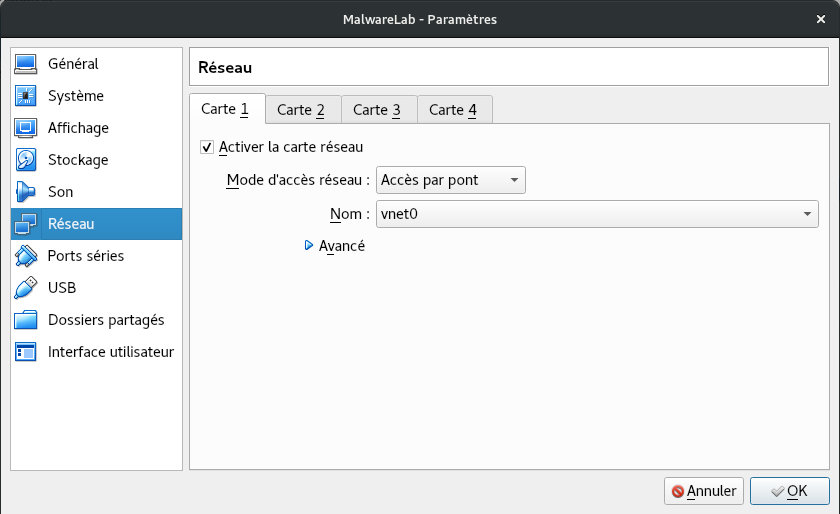 MalwareLab - Paramètres
Général
Système
Affichage
Stockage
Son
Réseau
Ports séries
USB
Dossiers partagés
Interface utilisateur
Réseau
Carte 1
Carte 2
Carte 3
Carte 4
Activer la carte réseau
Mode d'accès réseau : Accès par pont
Nom : vnet0
Avancé
Annuler
OK